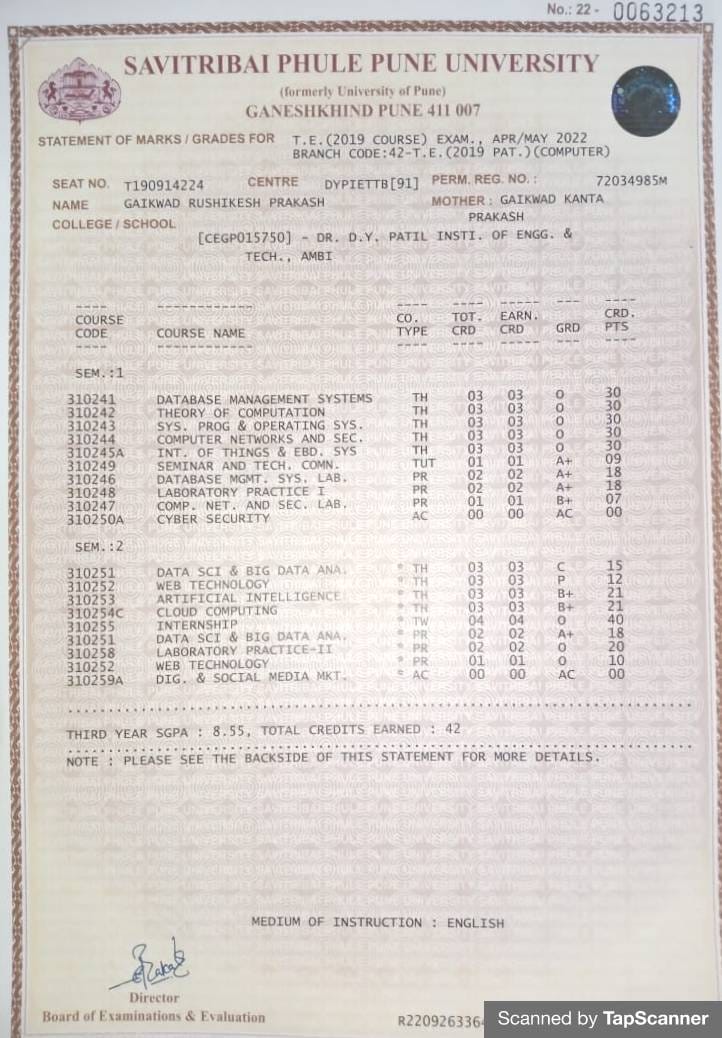 No.: 22 - 0063213
SAVITRIBAI PHULE PUNE UNIVERSITY
(formerly University of Pune)
GANESHKHIND PUNE 411 007
STATEMENT OF MARKS / GRADES FOR T.E.(2019 COURSE) EXAM., APR/MAY 2022
BRANCH CODE:42-T.E.(2019 PAT.)(COMPUTER)
SEAT NO. T190914224 CENTRE DYPIETTB[91] PERM. REG. NO. : 72034985M
NAME GAIKWAD RUSHIKESH PRAKASH MOTHER : GAIKWAD KANTA
PRAKASH
COLLEGE / SCHOOL
[CEGP015750] - DR. D.Y. PATIL INSTI. OF ENGG. &
TECH., AMBI
COURSE CO. TOT. EARN. CRD.
CODE COURSE NAME TYPE CRD CRD GRD PTS
SEM.:1
310241 DATABASE MANAGEMENT SYSTEMS TH 03 03 O 30
310242 THEORY OF COMPUTATION TH 03 03 O 30
310243 SYS. PROG & OPERATING SYS. TH 03 03 O 30
310244 COMPUTER NETWORKS AND SEC. TH 03 03 O 30
310245A INT. OF THINGS & EBD. SYS TH 03 03 O 30
310249 SEMINAR AND TECH. COMN. TUT 01 01 A+ 09
310246 DATABASE MGMT. SYS. LAB. PR 02 02 A+ 18
310248 LABORATORY PRACTICE I PR 02 02 A+ 18
310247 COMP. NET. AND SEC. LAB. PR 01 01 B+ 07
310250A CYBER SECURITY AC 00 00 AC 00
SEM.:2
310251 DATA SCI & BIG DATA ANA. * TH 03 03 C 15
310252 WEB TECHNOLOGY * TH 03 03 P 12
310253 ARTIFICIAL INTELLIGENCE * TH 03 03 B+ 21
310254C CLOUD COMPUTING * TH 03 03 B+ 21
310255 INTERNSHIP * TW 04 04 O 40
310251 DATA SCI & BIG DATA ANA. * PR 02 02 A+ 18
310258 LABORATORY PRACTICE-II * PR 02 02 O 20
310252 WEB TECHNOLOGY * PR 01 01 O 10
310259A DIG. & SOCIAL MEDIA MKT. * AC 00 00 AC 00
THIRD YEAR SGPA : 8.55, TOTAL CREDITS EARNED : 42
NOTE : PLEASE SEE THE BACKSIDE OF THIS STATEMENT FOR MORE DETAILS.
MEDIUM OF INSTRUCTION : ENGLISH
Director
Board of Examinations & Evaluation
R2209263364
Scanned by TapScanner